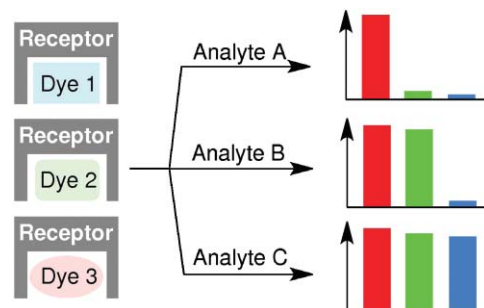 Receptor
Dye 1
Analyte A
Receptor
Dye 2
Analyte B
Receptor
Dye 3
Analyte C